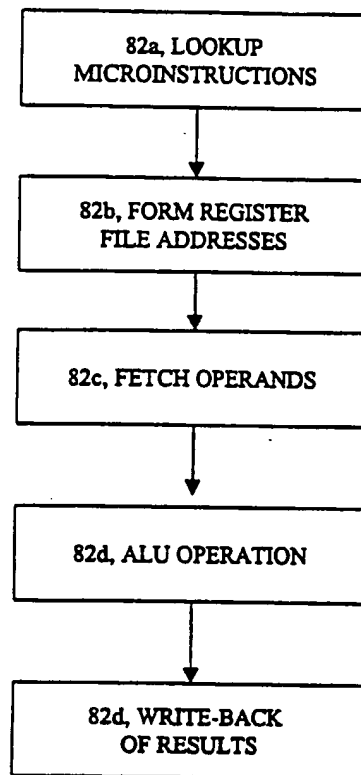 82a, LOOKUP
MICROINSTRUCTIONS
82b, FORM REGISTER
FILE ADDRESSES
82c, FETCH OPERANDS
82d, ALU OPERATION
82d, WRITE-BACK
OF RESULTS